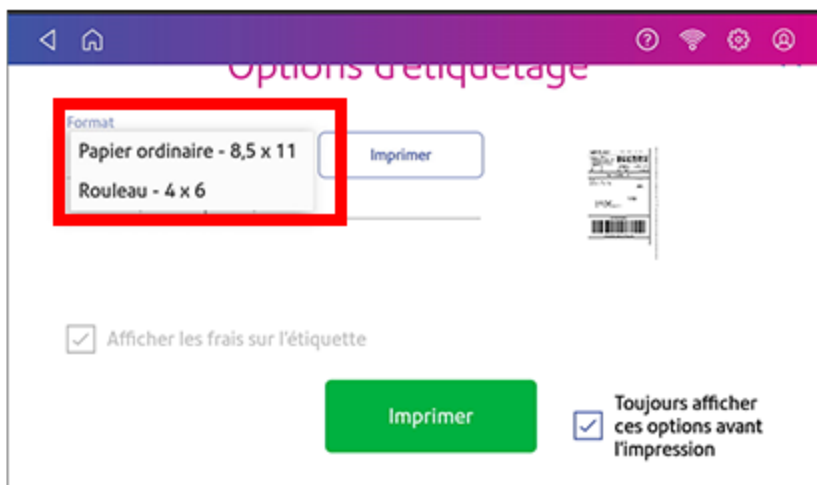 Options d'étiquetage
Format
Papier ordinaire - 8,5 x 11
Imprimer
Rouleau - 4 x 6
Afficher les frais sur l'étiquette
Imprimer
Toujours afficher
ces options avant
l'impression